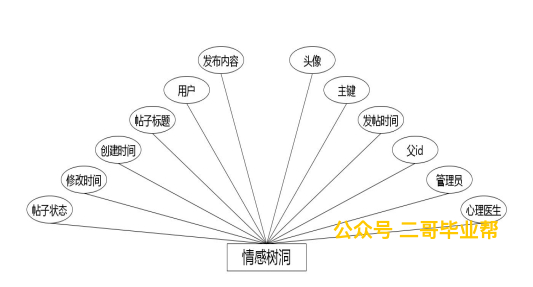 发布内容
头像
用户
主键
帖子标题
发帖时间
创建时间
父id
修改时间
管理员
帖子状态
心理医生
公众号 二哥毕业帮
情感树洞